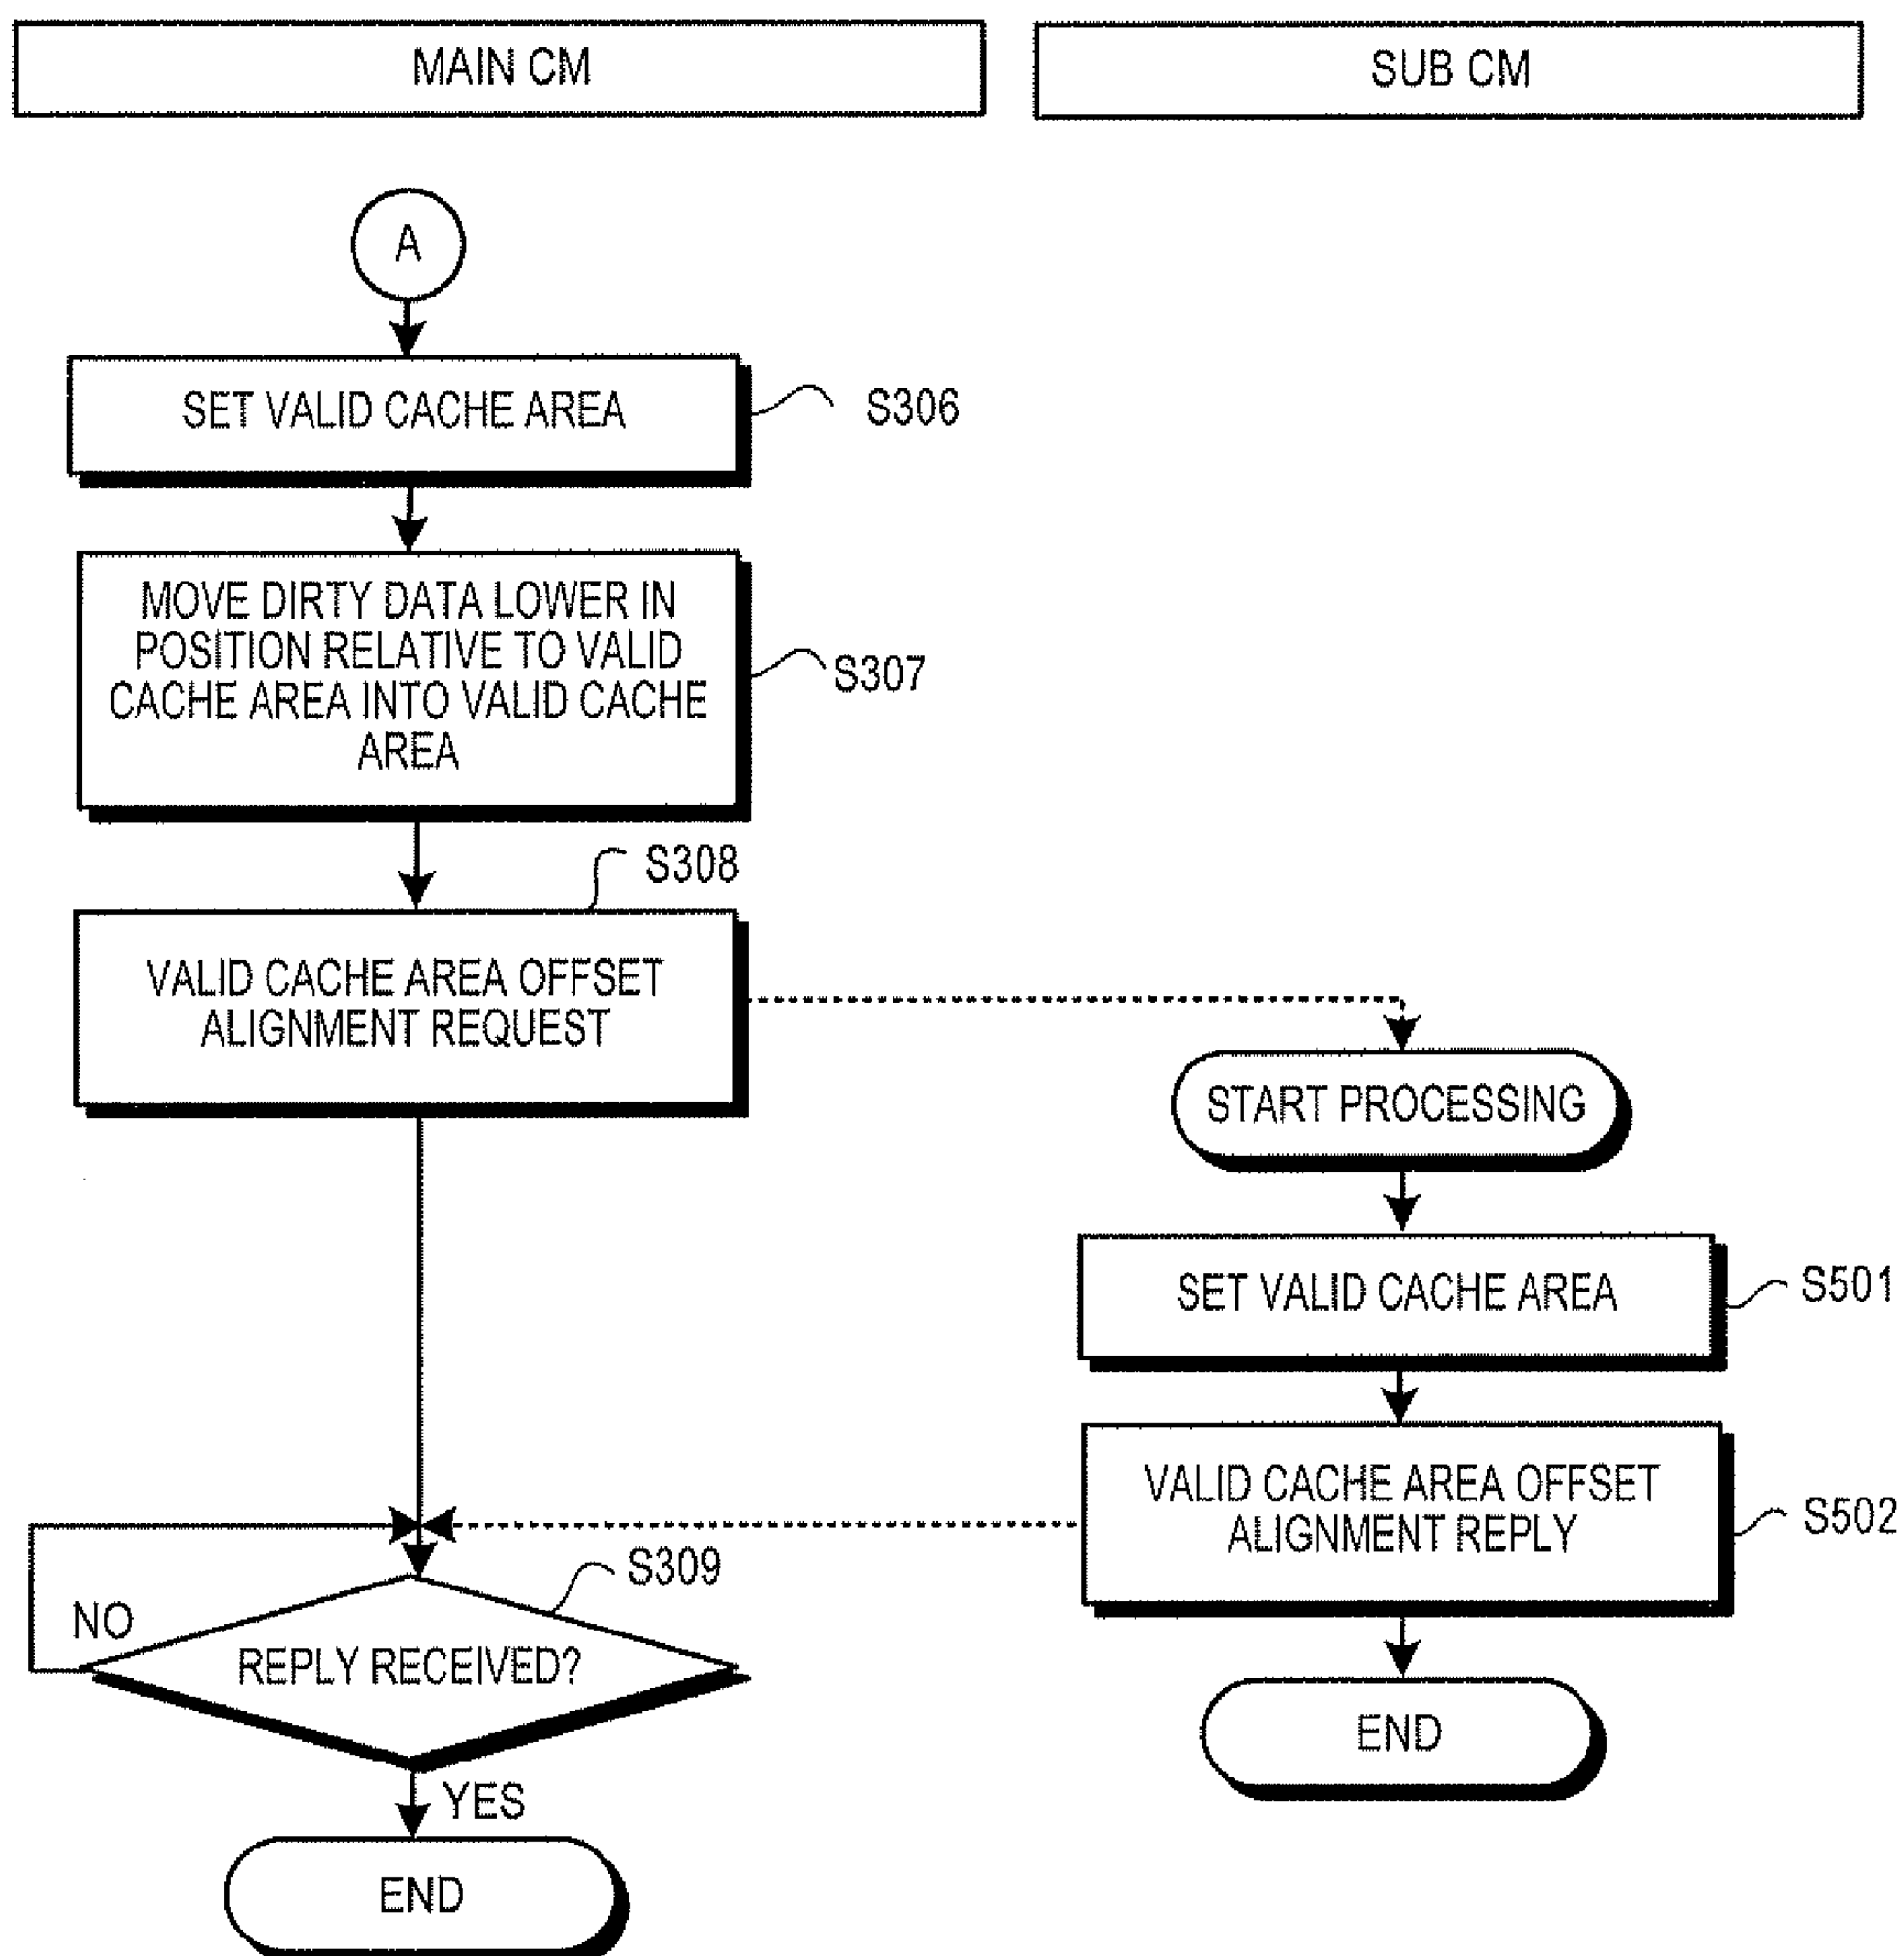 MAIN CM
SUB CM
A
SET VALID CACHE AREA
S306
MOVE DIRTY DATA LOWER IN
POSITION RELATIVE TO VALID
CACHE AREA INTO VALID CACHE
AREA
S307
S308
VALID CACHE AREA OFFSET
ALIGNMENT REQUEST
START PROCESSING
SET VALID CACHE AREA
S501
VALID CACHE AREA OFFSET
ALIGNMENT REPLY
S502
S309
NO
REPLY RECEIVED?
YES
END
END